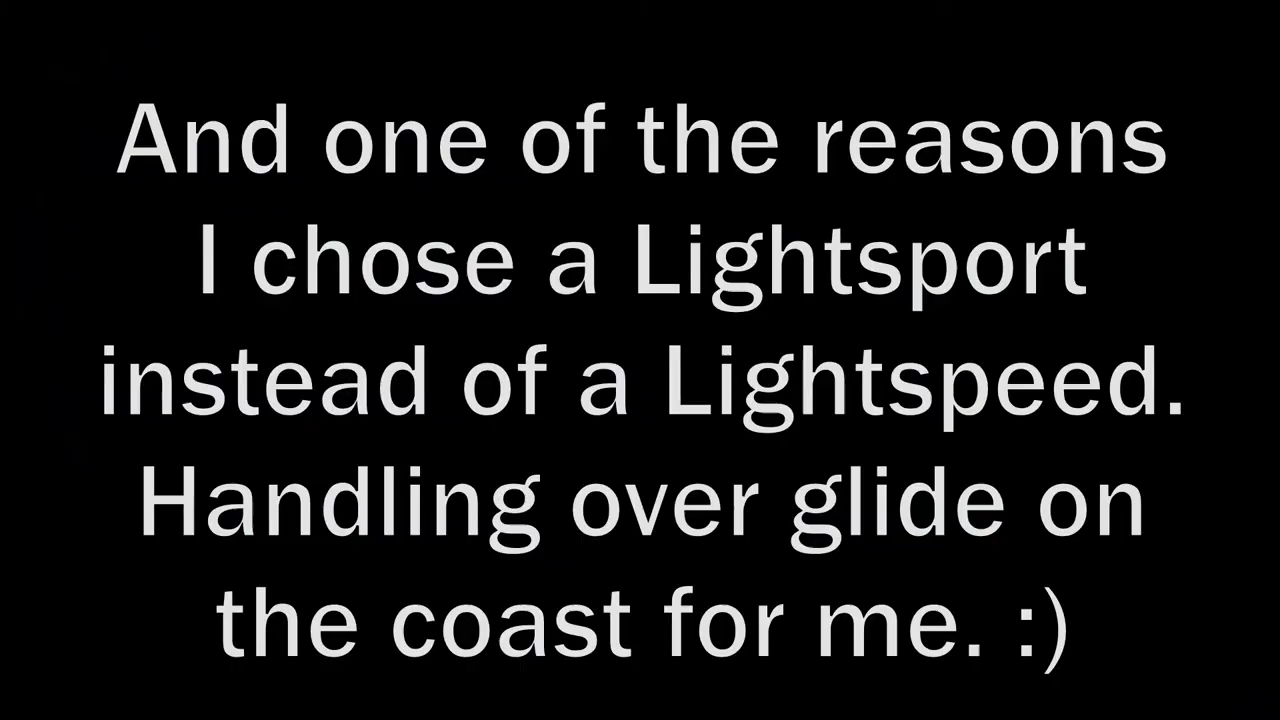 And one of the reasons
I chose a Lightsport
instead of a Lightspeed.
Handling over glide on
the coast for me. :)